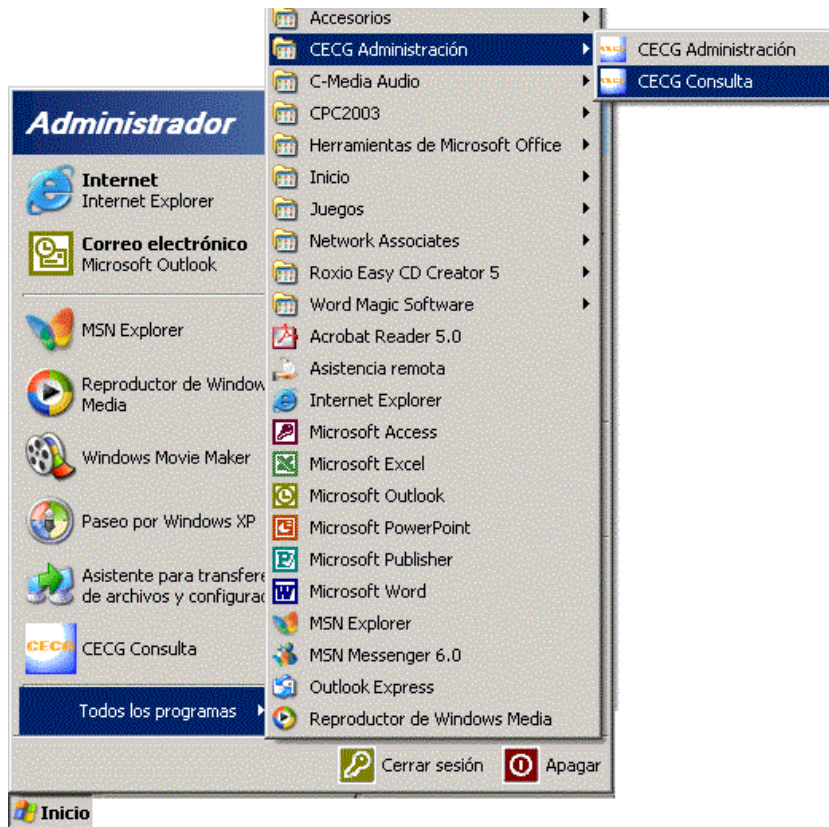 Administrador
Internet
Internet Explorer
Correo electrónico
Microsoft Outlook
MSN Explorer
Reproductor de Window
Media
Windows Movie Maker
Paseo por Windows XP
Asistente para transfere
de archivos y configurac
CECG
CECG Consulta
Todos los programas
Accesorios
CECG Administración
C-Media Audio
CPC2003
Herramientas de Microsoft Office
Inicio
Juegos
Network Associates
Roxio Easy CD Creator 5
Word Magic Software
Acrobat Reader 5.0
Asistencia remota
Internet Explorer
Microsoft Access
Microsoft Excel
Microsoft Outlook
Microsoft PowerPoint
Microsoft Publisher
Microsoft Word
MSN Explorer
MSN Messenger 6.0
Outlook Express
Reproductor de Windows Media
CECG CECG Administración
CECG CECG Consulta
Cerrar sesión
Apagar
Inicio